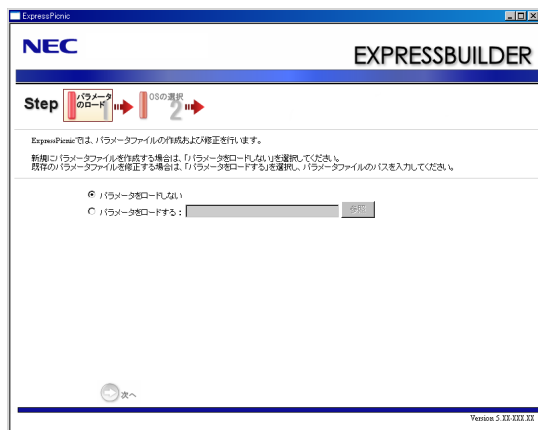 ExpressPicnic
NEC
EXPRESSBUILDER
Step パラメータのロード 1 OSの選択 2
ExpressPicnicでは、パラメータファイルの作成および修正を行います。
新規にパラメータファイルを作成する場合は、「パラメータをロードしない」を選択してください。
既存のパラメータファイルを修正する場合は、「パラメータをロードする」を選択し、パラメータファイルのパスを入力してください。
パラメータをロードしない
パラメータをロードする：
参照
次へ
Version 5.XX-XXX.XX